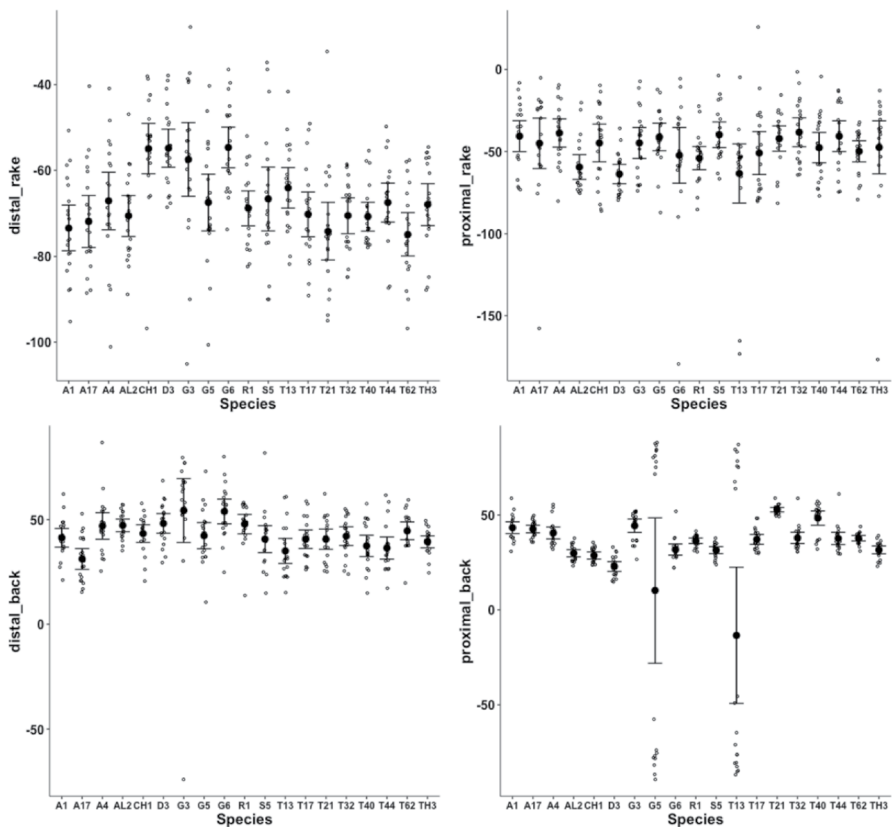 distal_rake
-40
-60
-80
-100
A1 A17 A4 AL2 CH1 D3 G3 G5 G6 R1 S5 T13 T17 T21 T32 T40 T44 T62 TH3
Species
proximal_rake
0
-50
-100
-150
A1 A17 A4 AL2 CH1 D3 G3 G5 G6 R1 S5 T13 T17 T21 T32 T40 T44 T62 TH3
Species
distal_back
50
0
-50
A1 A17 A4 AL2 CH1 D3 G3 G5 G6 R1 S5 T13 T17 T21 T32 T40 T44 T62 TH3
Species
proximal_back
50
0
-50
A1 A17 A4 AL2 CH1 D3 G3 G5 G6 R1 S5 T13 T17 T21 T32 T40 T44 T62 TH3
Species